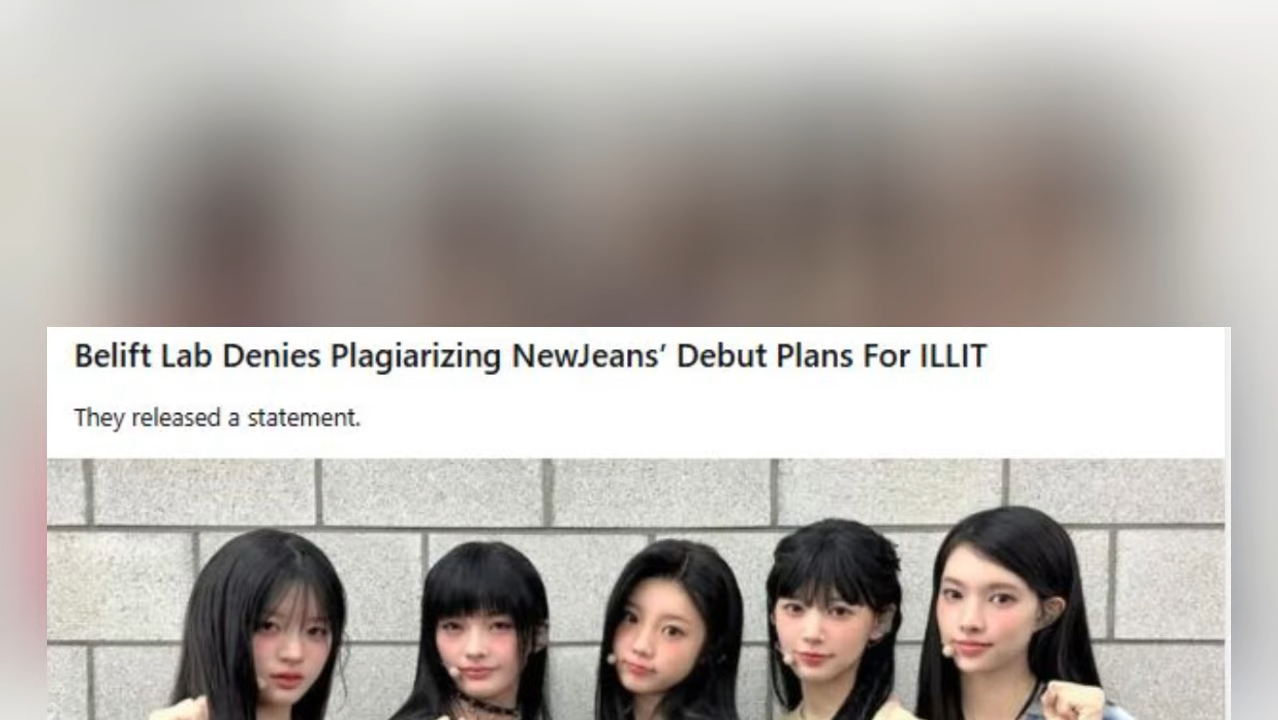 Belift Lab Denies Plagiarizing NewJeans’ Debut Plans For ILLIT
They released a statement.